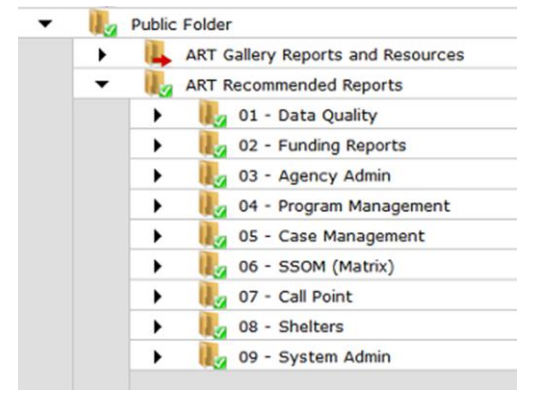 Public Folder
ART Gallery Reports and Resources
ART Recommended Reports
01 - Data Quality
02 - Funding Reports
03 - Agency Admin
04 - Program Management
05 - Case Management
06 - SSOM (Matrix)
07 - Call Point
08 - Shelters
09 - System Admin